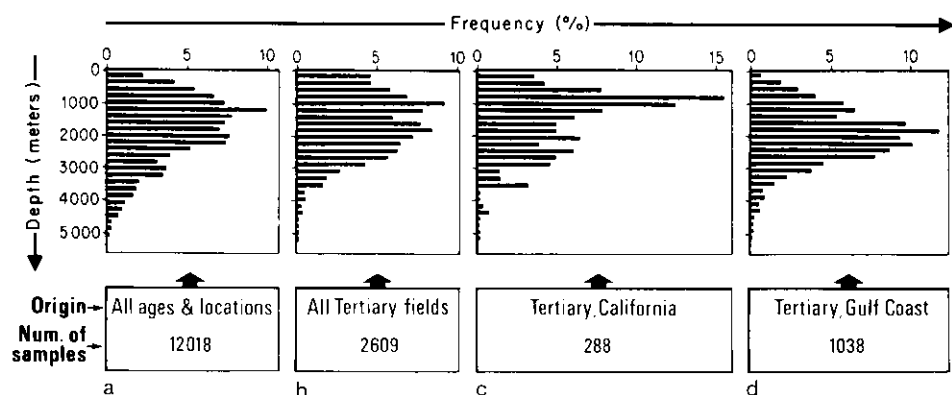 Frequency (%)
0 5 10 0 5 10 0 5 10 15 0 5 10
Depth (meters)
0
1000
2000
3000
4000
5000
Origin
All ages & locations All Tertiary fields Tertiary, California Tertiary, Gulf Coast
Num. of
samples
12018 2609 288 1038
a b c d